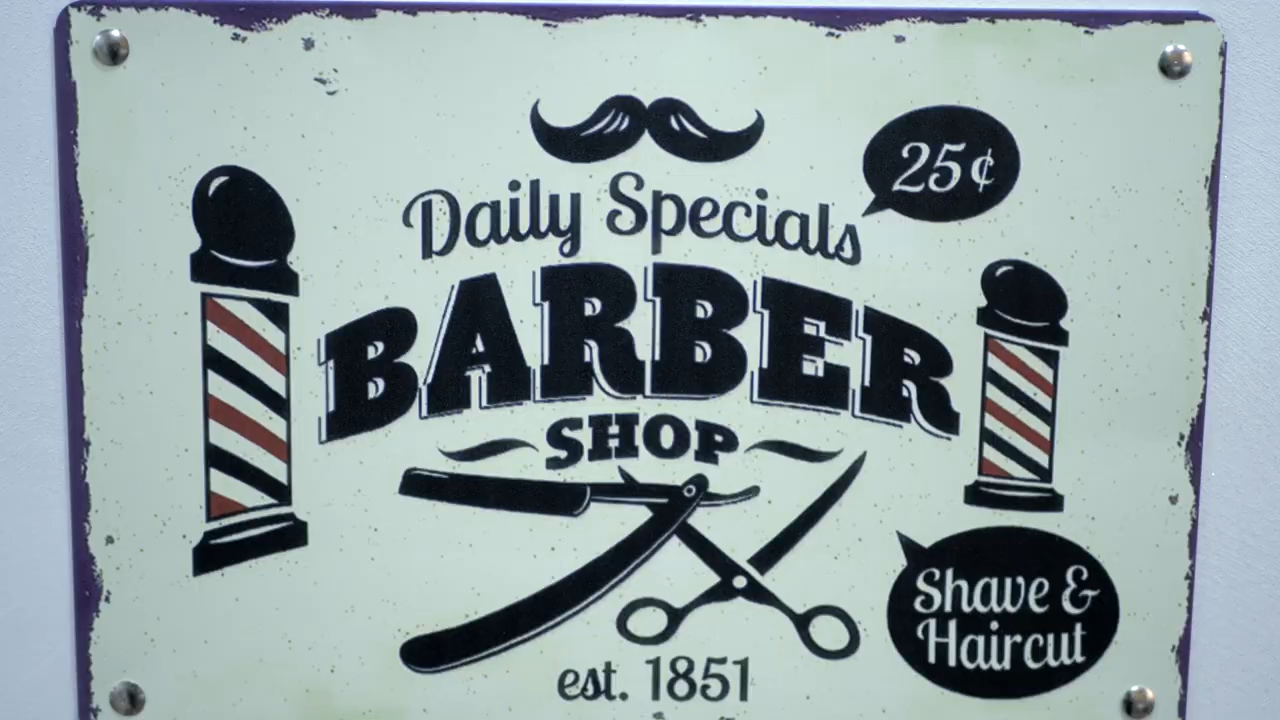 25¢
Daily Specials
BARBER
SHOP
Shave &
Haircut
est. 1851